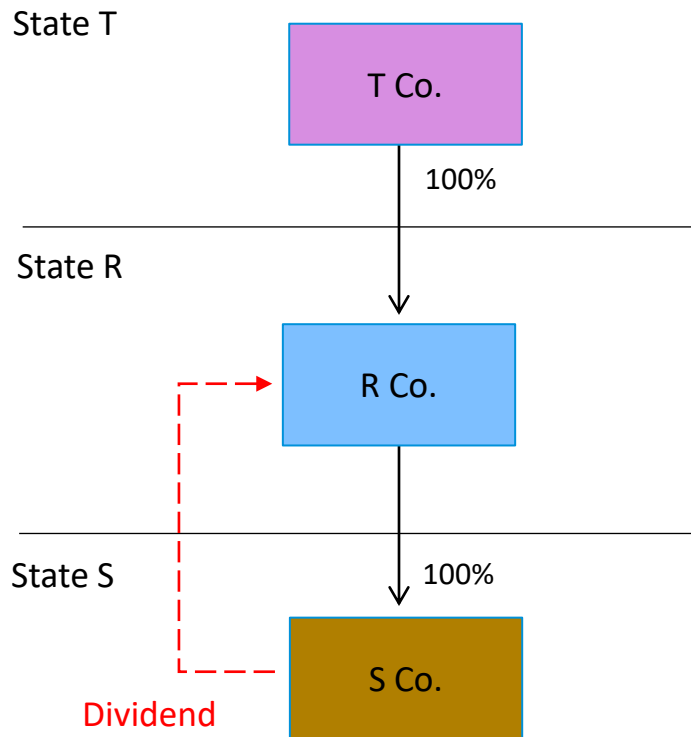 State T
T Co.
100%
State R
R Co.
State S
100%
S Co.
Dividend